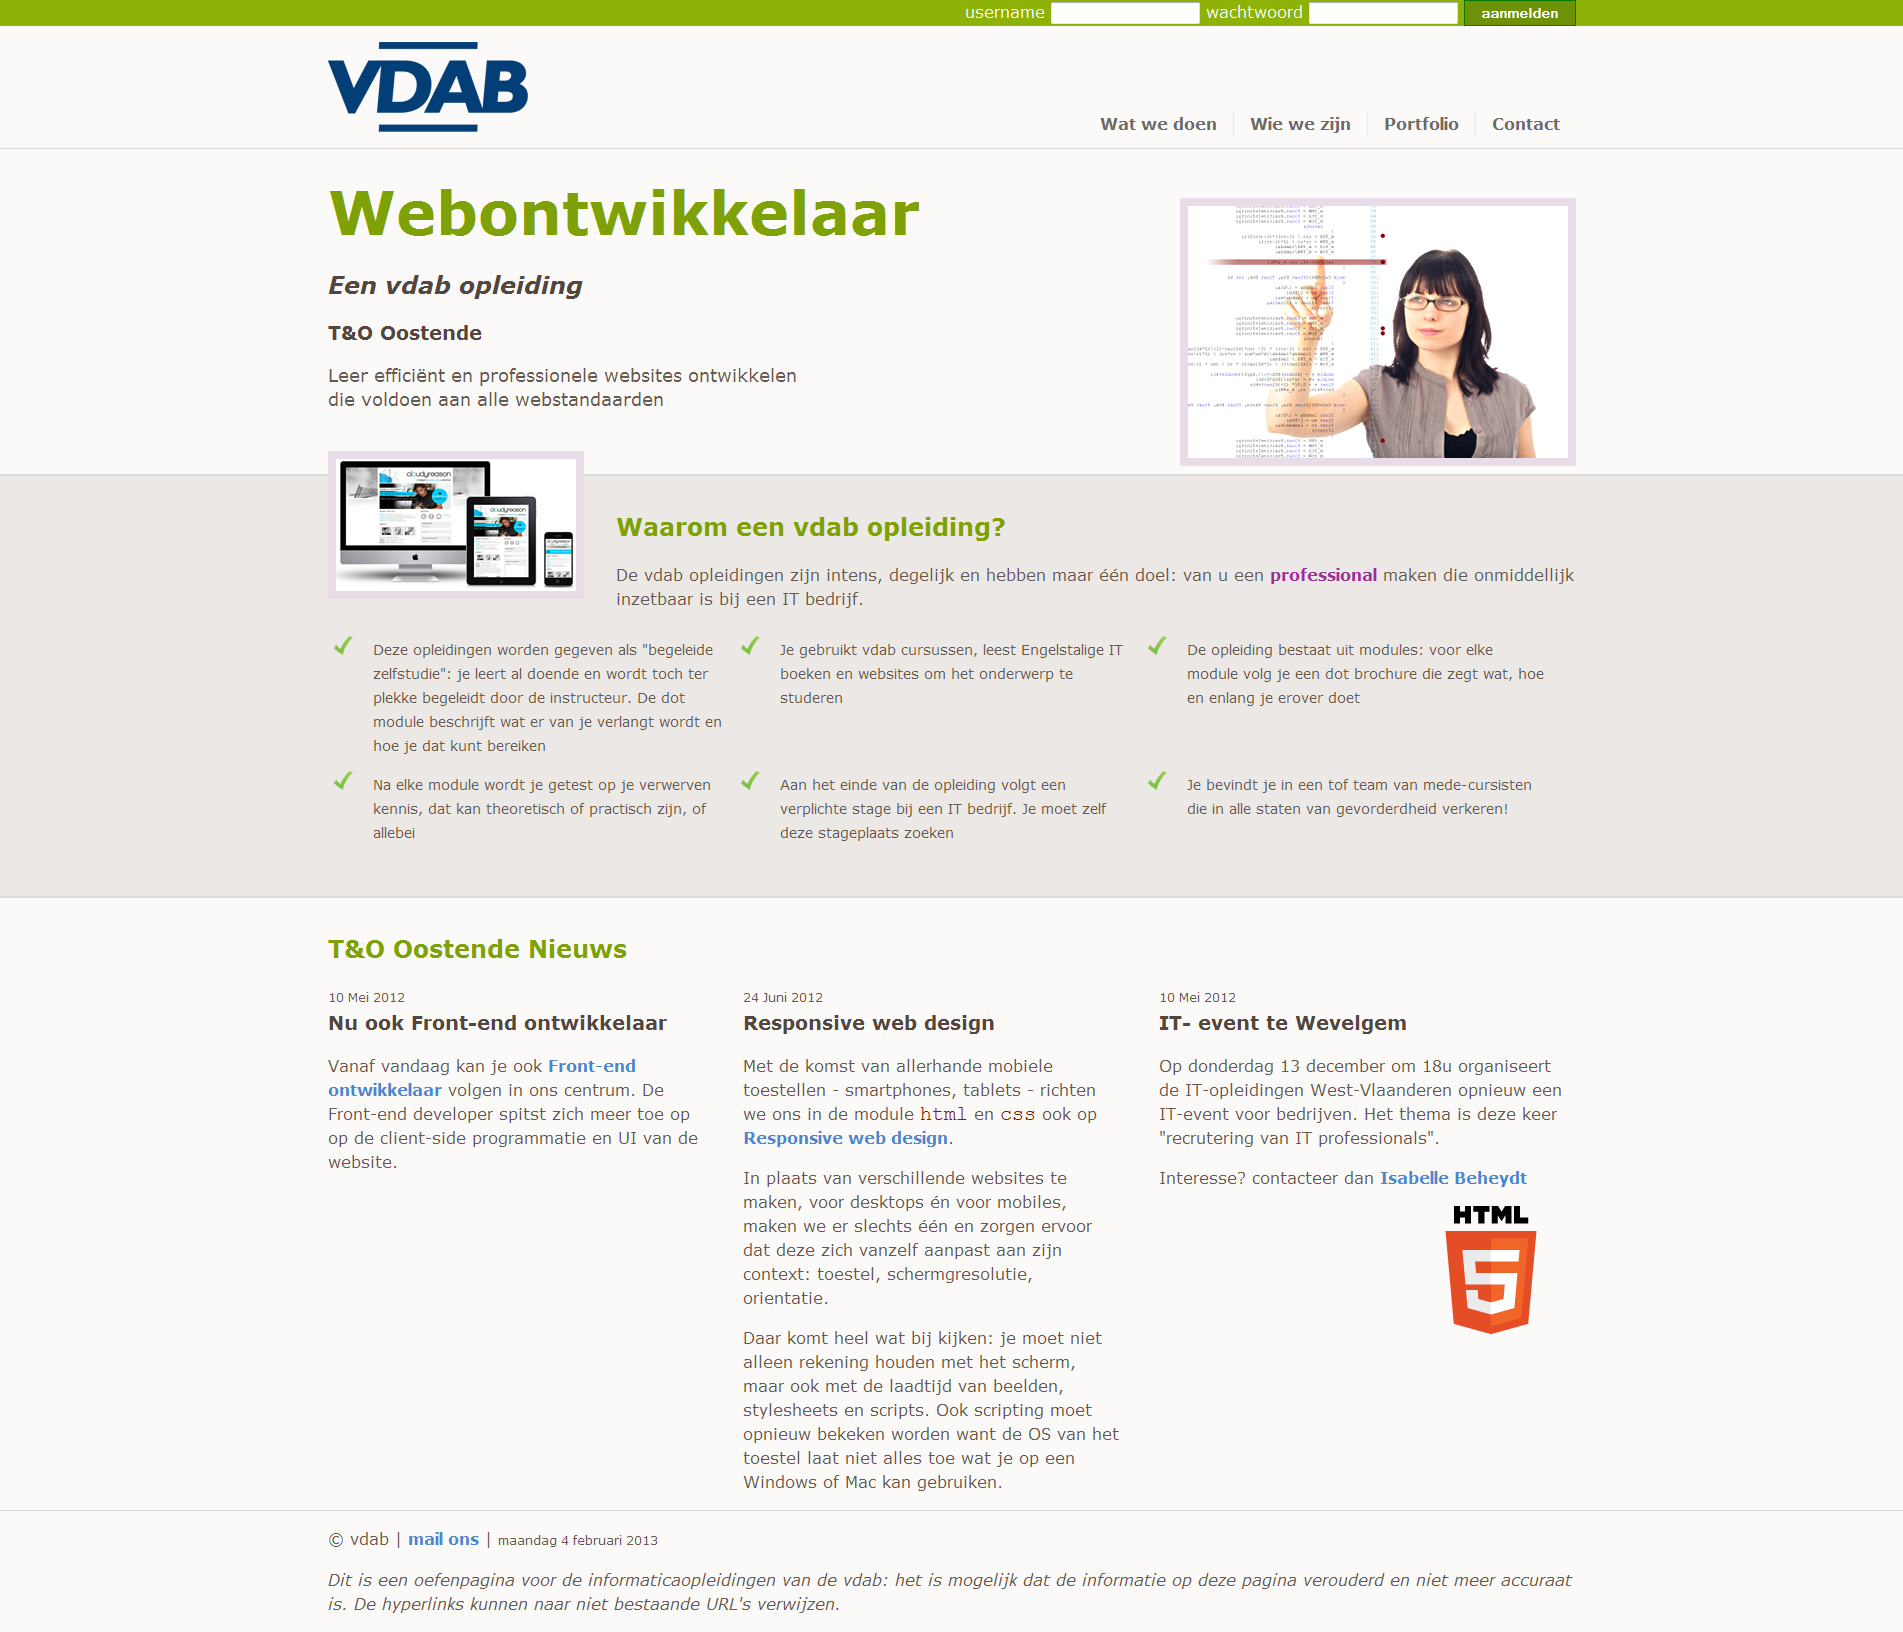 username wachtwoord aanmelden
VDAB
Wat we doen Wie we zijn Portfolio Contact
Webontwikkelaar
Een vdab opleiding
T&O Oostende
Leer efficiënt en professionele websites ontwikkelen
die voldoen aan alle webstandaarden
cloudyreason
Waarom een vdab opleiding?
De vdab opleidingen zijn intens, degelijk en hebben maar één doel: van u een professional maken die onmiddellijk
inzetbaar is bij een IT bedrijf.
Deze opleidingen worden gegeven als "begeleide
zelfstudie": je leert al doende en wordt toch ter
plekke begeleidt door de instructeur. De dot
module beschrijft wat er van je verlangt wordt en
hoe je dat kunt bereiken
Je gebruikt vdab cursussen, leest Engelstalige IT
boeken en websites om het onderwerp te
studeren
De opleiding bestaat uit modules: voor elke
module volg je een dot brochure die zegt wat, hoe
en enlang je erover doet
Na elke module wordt je getest op je verwerven
kennis, dat kan theoretisch of practisch zijn, of
allebei
Aan het einde van de opleiding volgt een
verplichte stage bij een IT bedrijf. Je moet zelf
deze stageplaats zoeken
Je bevindt je in een tof team van mede-cursisten
die in alle staten van gevorderdheid verkeren!
T&O Oostende Nieuws
10 Mei 2012
Nu ook Front-end ontwikkelaar
Vanaf vandaag kan je ook Front-end
ontwikkelaar volgen in ons centrum. De
Front-end developer spitst zich meer toe op
op de client-side programmatie en UI van de
website.
24 Juni 2012
Responsive web design
Met de komst van allerhande mobiele
toestellen - smartphones, tablets - richten
we ons in de module html en css ook op
Responsive web design.
In plaats van verschillende websites te
maken, voor desktops én voor mobiles,
maken we er slechts één en zorgen ervoor
dat deze zich vanzelf aanpast aan zijn
context: toestel, schermgresolutie,
orientatie.
Daar komt heel wat bij kijken: je moet niet
alleen rekening houden met het scherm,
maar ook met de laadtijd van beelden,
stylesheets en scripts. Ook scripting moet
opnieuw bekeken worden want de OS van het
toestel laat niet alles toe wat je op een
Windows of Mac kan gebruiken.
10 Mei 2012
IT- event te Wevelgem
Op donderdag 13 december om 18u organiseert
de IT-opleidingen West-Vlaanderen opnieuw een
IT-event voor bedrijven. Het thema is deze keer
"recrutering van IT professionals".
Interesse? contacteer dan Isabelle Beheydt
HTML
5
© vdab | mail ons | maandag 4 februari 2013
Dit is een oefenpagina voor de informaticaopleidingen van de vdab: het is mogelijk dat de informatie op deze pagina verouderd en niet meer accuraat
is. De hyperlinks kunnen naar niet bestaande URL's verwijzen.